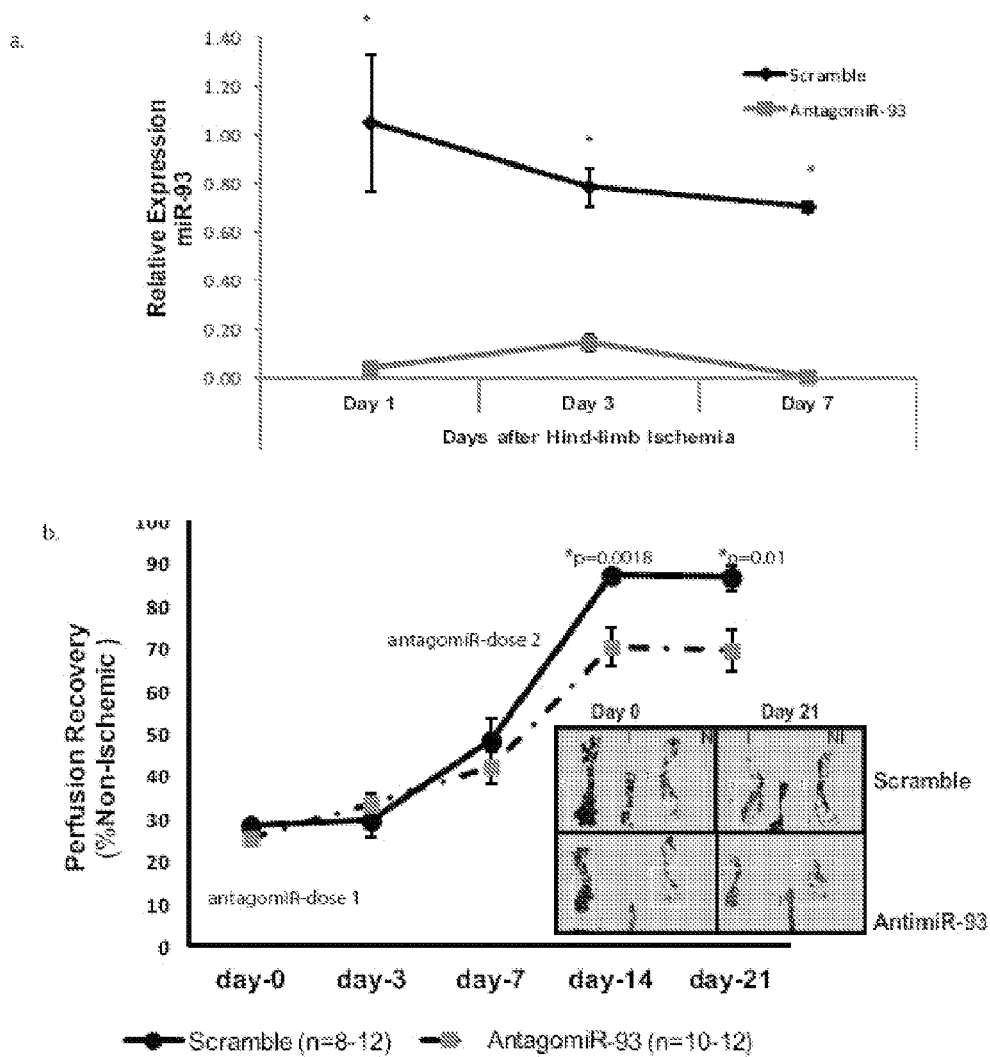 a.
*
1.40
1.20
1.00
0.80
0.60
0.40
0.20
0.00
Relative Expression
miR-93
*
*
Scramble
AntagomiR-93
Day 1
Day 3
Day 7
Days after Hind-limb Ischemia
b.
100
90
80
70
60
50
40
30
20
10
0
Perfusion Recovery
(%Non-Ischemic )
*p=0.0018
*p=0.01
antagomiR-dose 2
antagomiR-dose 1
Day 0
Day 21
I
NI
I
NI
Scramble
AntimiR-93
day-0
day-3
day-7
day-14
day-21
Scramble (n=8-12)
AntagomiR-93 (n=10-12)